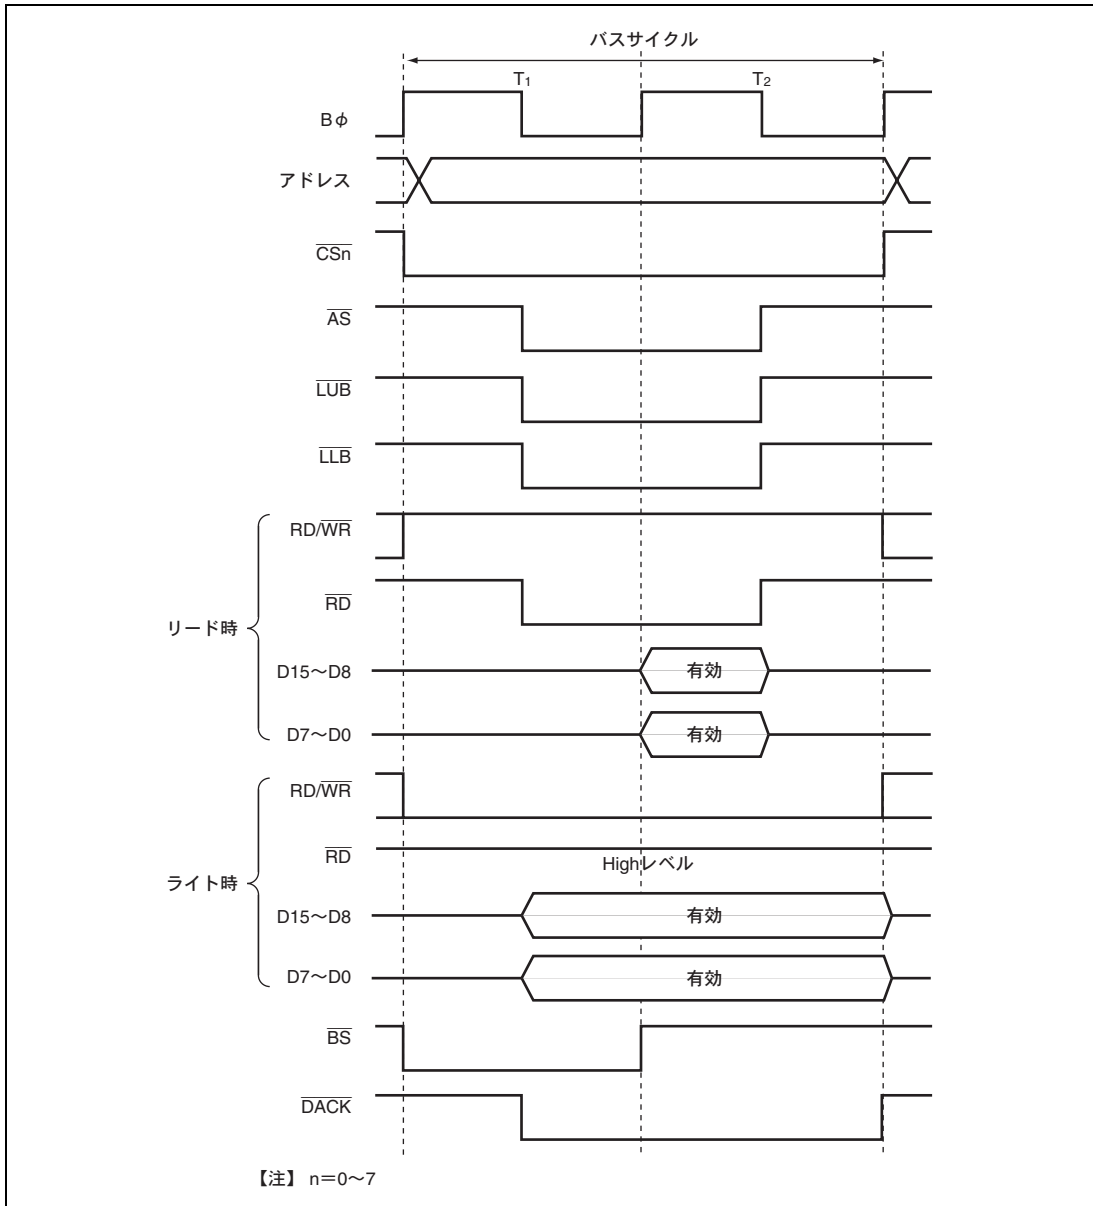 バスサイクル
T1 T2
Bφ
アドレス
CSn
AS
LUB
LLB
リード時
RD/WR
RD
D15～D8 有効
D7～D0 有効
ライト時
RD/WR
RD
Highレベル
D15～D8 有効
D7～D0 有効
BS
DACK
【注】 n＝0～7